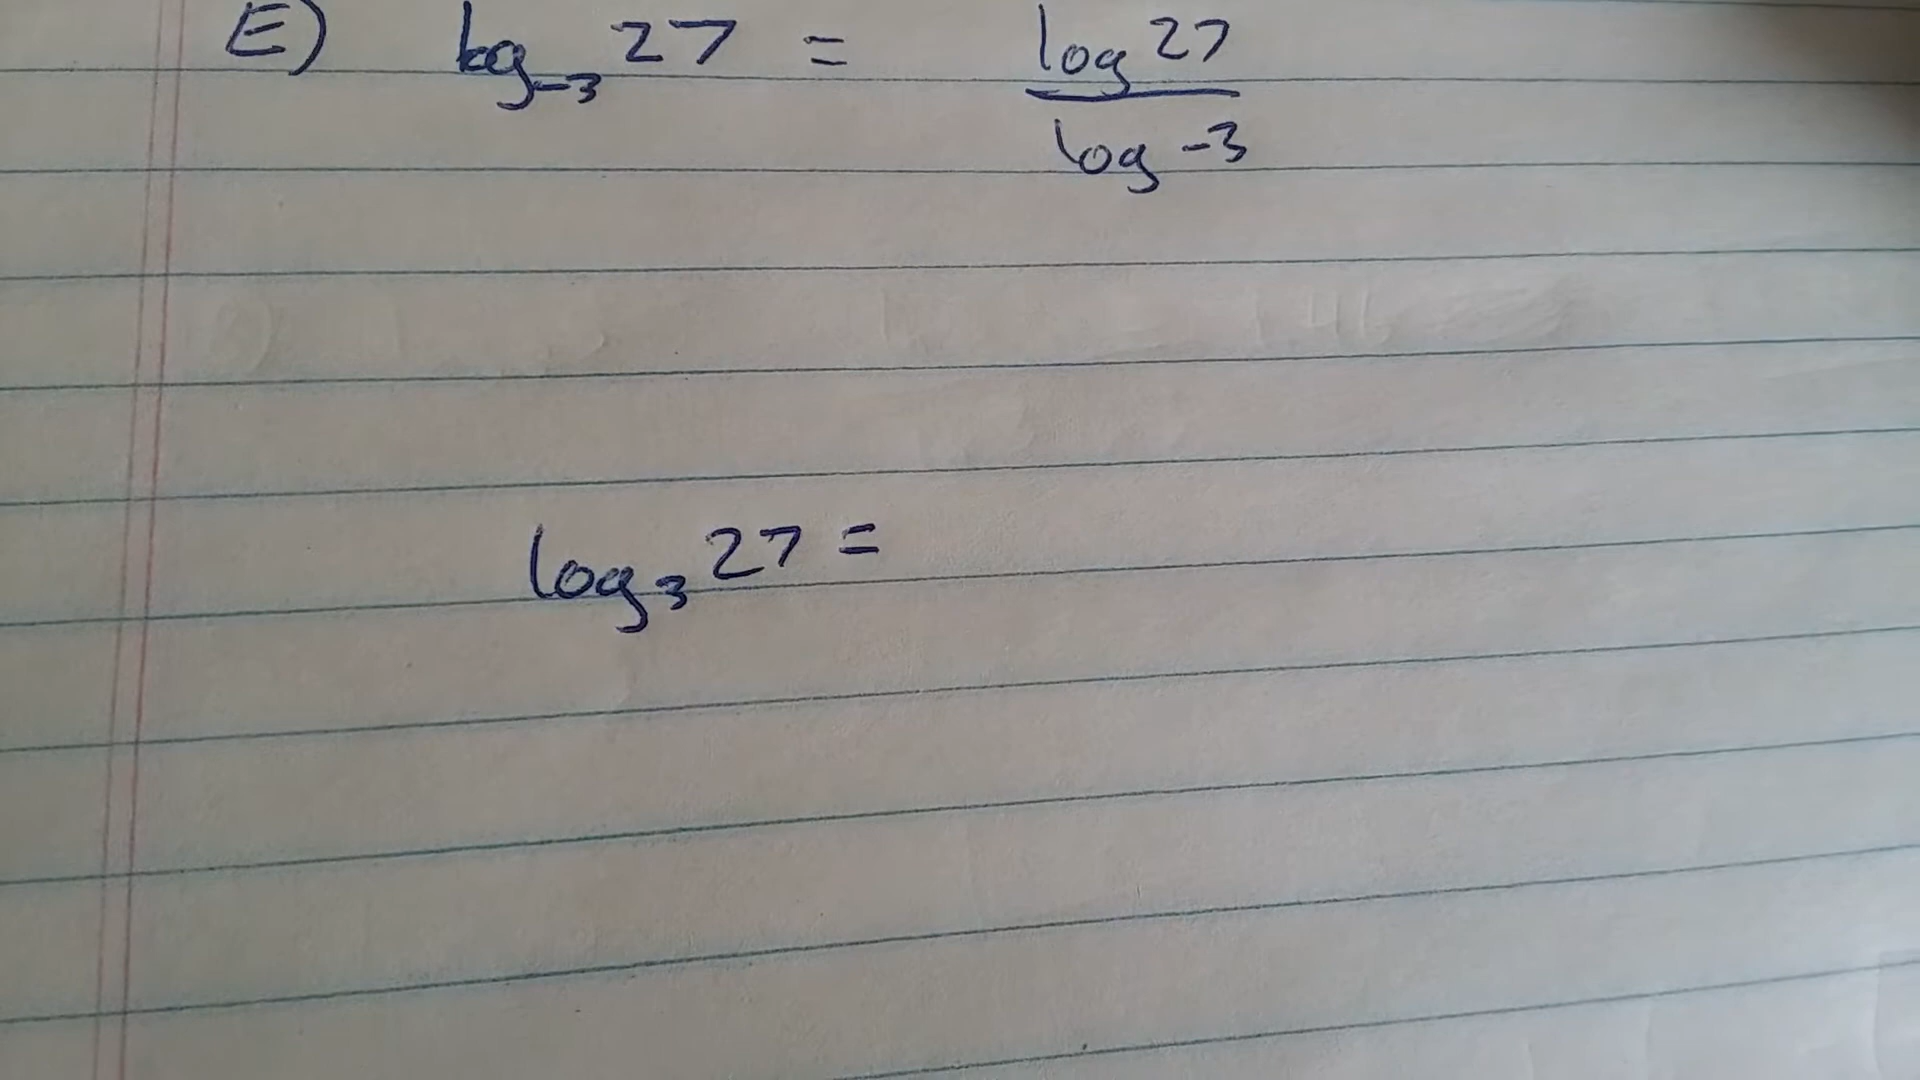 E) log₋₃ 27 = log 27 / log -3
log₃ 27 =